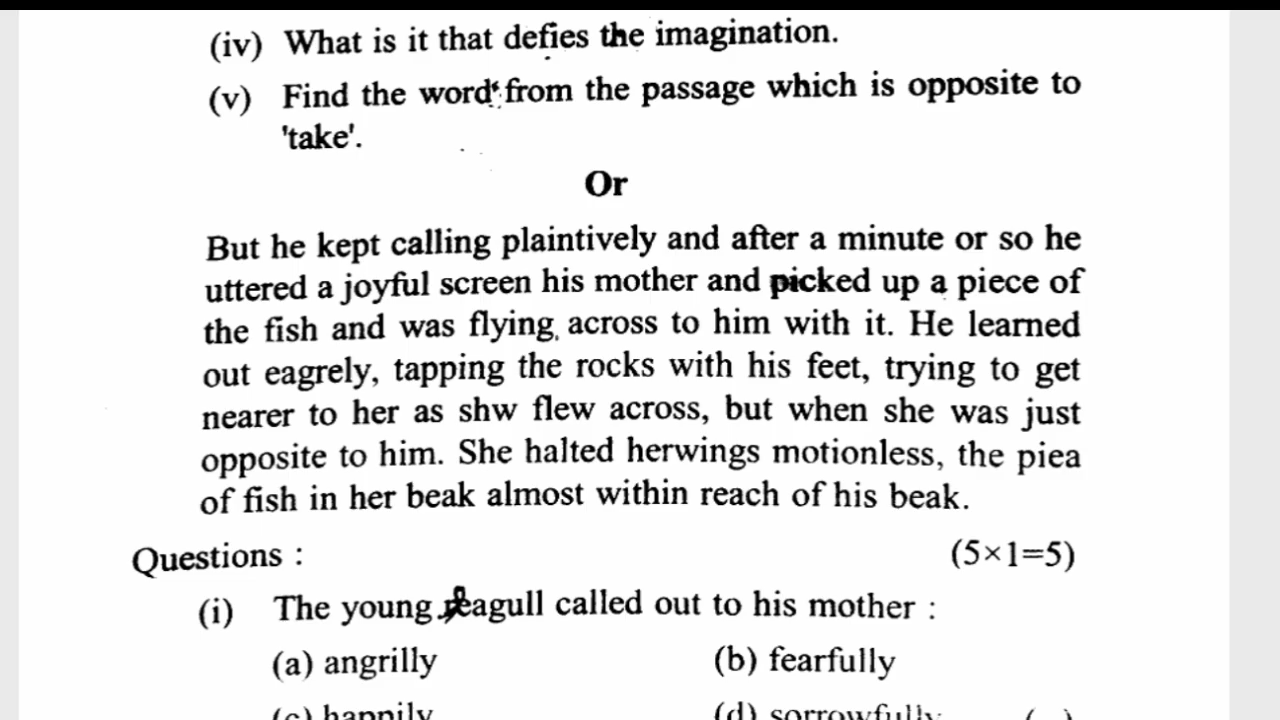 (iv) What is it that defies the imagination.
(v) Find the word from the passage which is opposite to
'take'.
Or
But he kept calling plaintively and after a minute or so he
uttered a joyful screen his mother and picked up a piece of
the fish and was flying, across to him with it. He learned
out eagrely, tapping the rocks with his feet, trying to get
nearer to her as shw flew across, but when she was just
opposite to him. She halted herwings motionless, the piea
of fish in her beak almost within reach of his beak.
Questions : (5×1=5)
(i) The young seagull called out to his mother :
(a) angrilly (b) fearfully
(c) happily (d) sorrowfully ( )